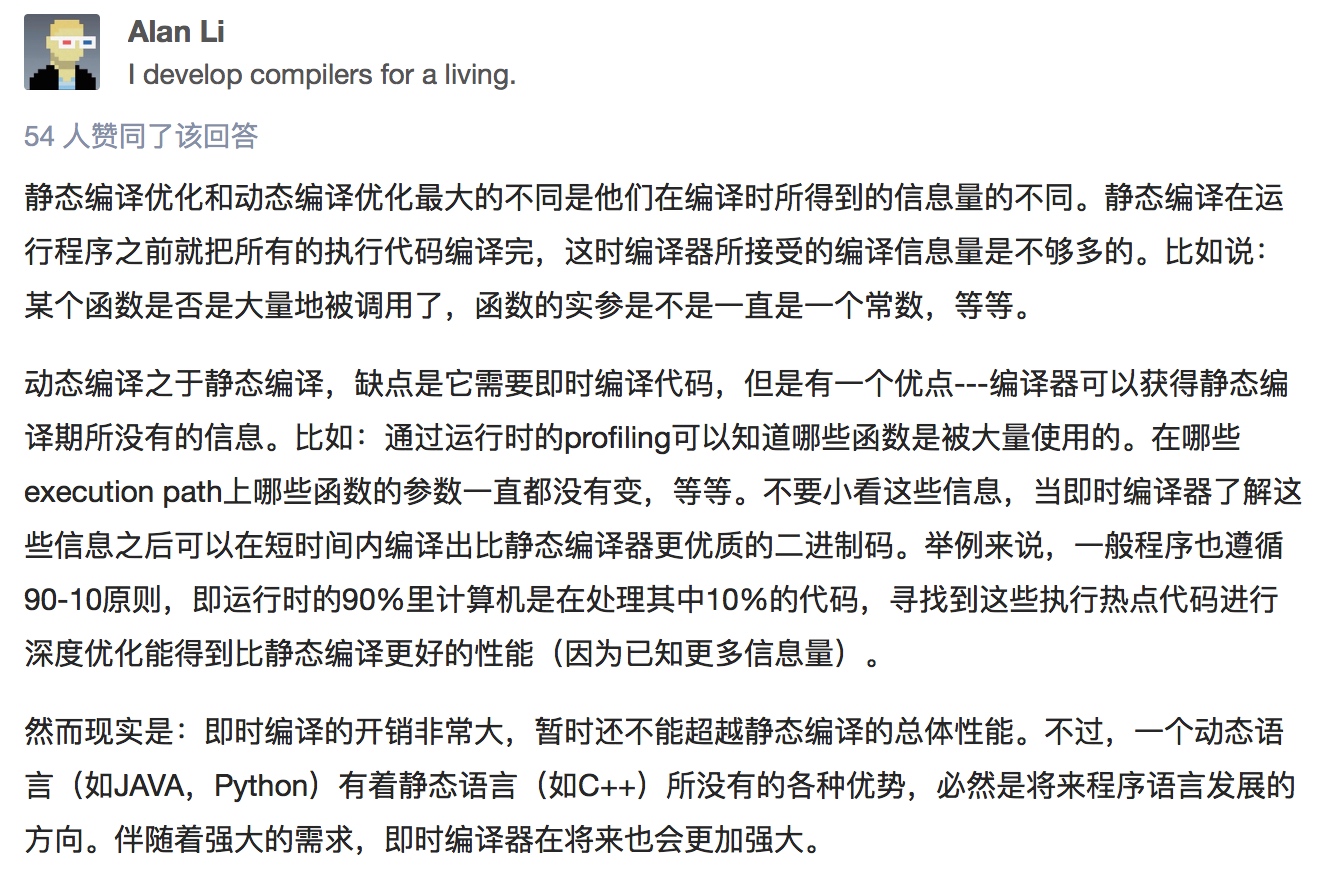 Alan Li
I develop compilers for a living.
54 人赞同了该回答
静态编译优化和动态编译优化最大的不同是他们在编译时所得到的信息量的不同。静态编译在运
行程序之前就把所有的执行代码编译完，这时编译器所接受的编译信息量是不够多的。比如说：
某个函数是否是大量地被调用了，函数的实参是不是一直是一个常数，等等。
动态编译之于静态编译，缺点是它需要即时编译代码，但是有一个优点---编译器可以获得静态编
译期所没有的信息。比如：通过运行时的profiling可以知道哪些函数是被大量使用的。在哪些
execution path上哪些函数的参数一直都没有变，等等。不要小看这些信息，当即时编译器了解这
些信息之后可以在短时间内编译出比静态编译器更优质的二进制码。举例来说，一般程序也遵循
90-10原则，即运行时的90%里计算机是在处理其中10%的代码，寻找到这些执行热点代码进行
深度优化能得到比静态编译更好的性能（因为已知更多信息量）。
然而现实是：即时编译的开销非常大，暂时还不能超越静态编译的总体性能。不过，一个动态语
言（如JAVA，Python）有着静态语言（如C++）所没有的各种优势，必然是将来程序语言发展的
方向。伴随着强大的需求，即时编译器在将来也会更加强大。